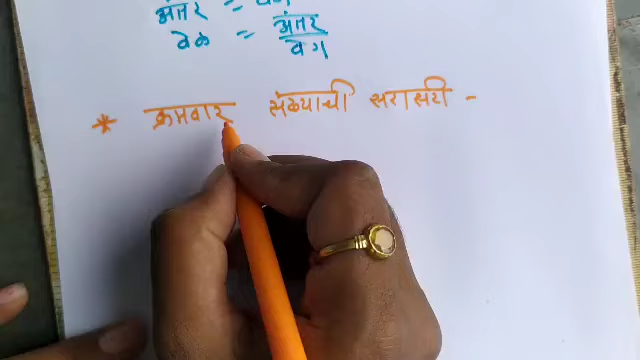 अंतर =
वेळ = अंतर / वेग
* क्रमवार संख्याची सरासरी -